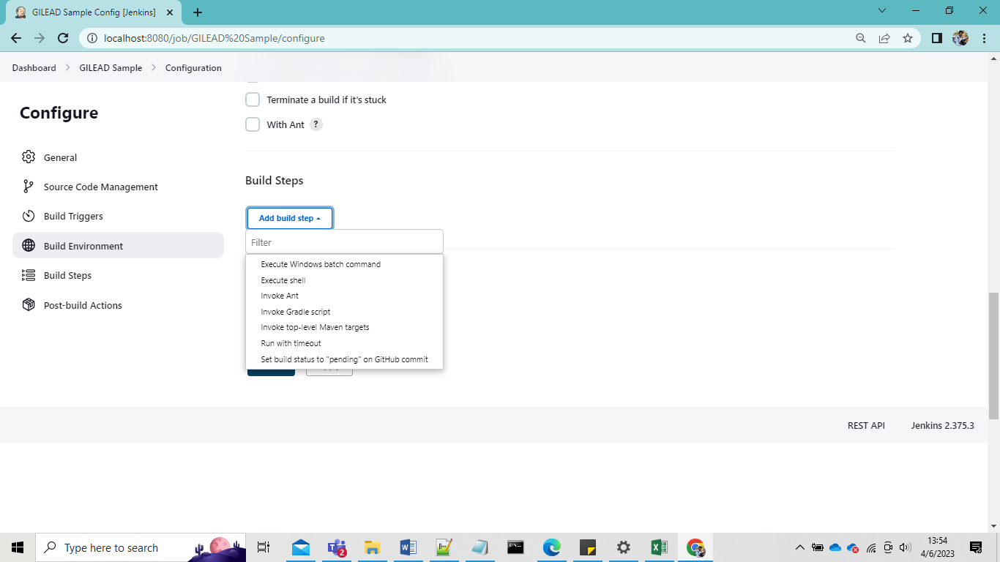 GILEAD Sample Config [Jenkins]
localhost:8080/job/GILEAD%20Sample/configure
Dashboard
GILEAD Sample
Configuration
Configure
General
Source Code Management
Build Triggers
Build Environment
Build Steps
Post-build Actions
Terminate a build if it's stuck
With Ant ?
Build Steps
Add build step
Filter
Execute Windows batch command
Execute shell
Invoke Ant
Invoke Gradle script
Invoke top-level Maven targets
Run with timeout
Set build status to "pending" on GitHub commit
REST API
Jenkins 2.375.3
Type here to search
2
13:54
4/6/2023